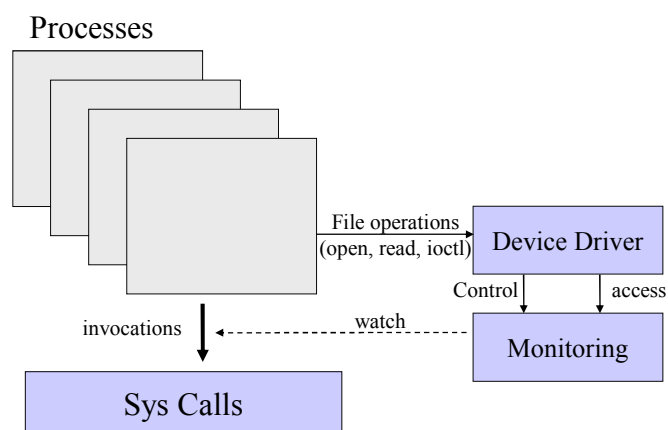 Processes
File operations
(open, read, ioctl)
Device Driver
Control
access
invocations
watch
Monitoring
Sys Calls